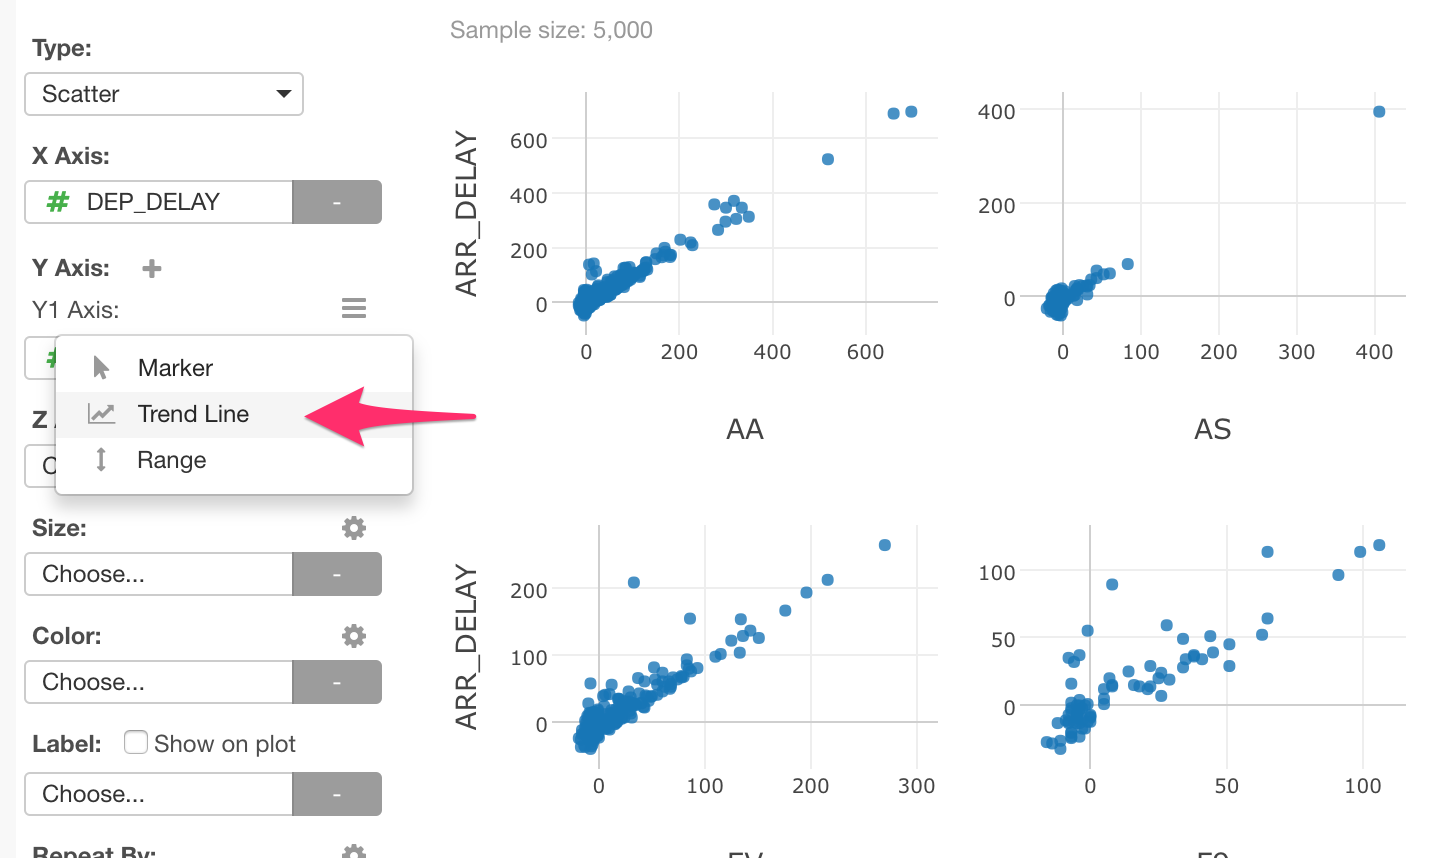 Sample size: 5,000
Type:
Scatter
X Axis:
# DEP_DELAY -
Y Axis: +
Y1 Axis:
#
Marker
Trend Line
Range
Z
C
Size:
Choose... -
Color:
Choose... -
Label: Show on plot
Choose... -
Repeat By:
ARR_DELAY
600
400
200
0
0 200 400 600
AA
400
200
0
0 100 200 300 400
AS
ARR_DELAY
200
100
0
0 100 200 300
EV
100
50
0
0 50 100